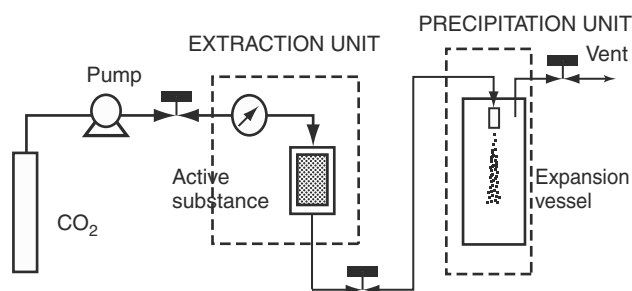 PRECIPITATION UNIT
EXTRACTION UNIT
Vent
Pump
Active
substance
Expansion
vessel
CO₂